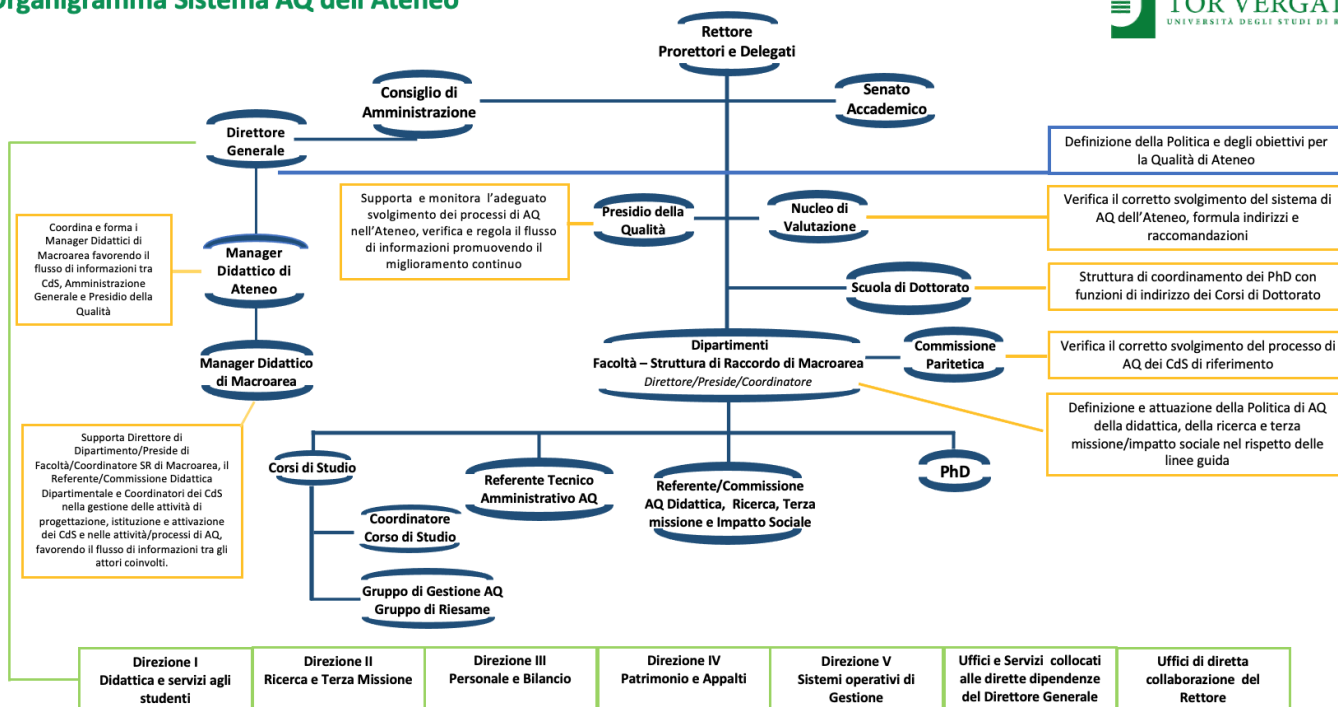 Organigramma Sistema AQ dell'Ateneo
TOR VERGAT
UNIVERSITÀ DEGLI STUDI DI R
Rettore
Prorettori e Delegati
Consiglio di
Amministrazione
Senato
Accademico
Direttore
Generale
Definizione della Politica e degli obiettivi per
la Qualità di Ateneo
Supporta e monitora l'adeguato
svolgimento dei processi di AQ
nell'Ateneo, verifica e regola il flusso
di informazioni promuovendo il
miglioramento continuo
Presidio della
Qualità
Nucleo di
Valutazione
Verifica il corretto svolgimento del sistema di
AQ dell'Ateneo, formula indirizzi e
raccomandazioni
Coordina e forma i
Manager Didattici di
Macroarea favorendo il
flusso di informazioni tra
CdS, Amministrazione
Generale e Presidio della
Qualità
Manager
Didattico di
Ateneo
Scuola di Dottorato
Struttura di coordinamento dei PhD con
funzioni di indirizzo dei Corsi di Dottorato
Manager Didattico
di Macroarea
Dipartimenti
Facoltà – Struttura di Raccordo di Macroarea
Direttore/Preside/Coordinatore
Commissione
Paritetica
Verifica il corretto svolgimento del processo di
AQ dei CdS di riferimento
Definizione e attuazione della Politica di AQ
della didattica, della ricerca e terza
missione/impatto sociale nel rispetto delle
linee guida
Supporta Direttore di
Dipartimento/Preside di
Facoltà/Coordinatore SR di Macroarea, il
Referente/Commissione Didattica
Dipartimentale e Coordinatori dei CdS
nella gestione delle attività di
progettazione, istituzione e attivazione
dei CdS e nelle attività/processi di AQ,
favorendo il flusso di informazioni tra gli
attori coinvolti.
Corsi di Studio
Referente Tecnico
Amministrativo AQ
Referente/Commissione
AQ Didattica, Ricerca, Terza
missione e Impatto Sociale
PhD
Coordinatore
Corso di Studio
Gruppo di Gestione AQ
Gruppo di Riesame
Direzione I
Didattica e servizi agli
studenti
Direzione II
Ricerca e Terza Missione
Direzione III
Personale e Bilancio
Direzione IV
Patrimonio e Appalti
Direzione V
Sistemi operativi di
Gestione
Uffici e Servizi collocati
alle dirette dipendenze
del Direttore Generale
Uffici di diretta
collaborazione del
Rettore